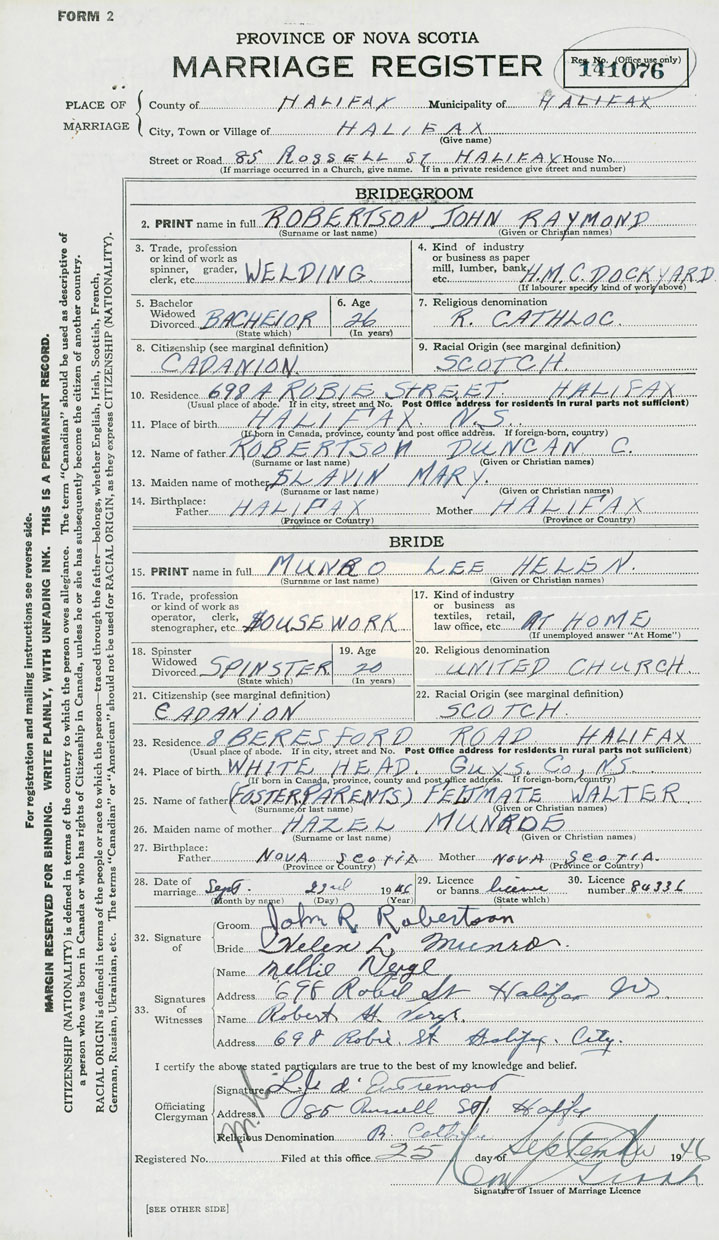 FORM 2
PROVINCE OF NOVA SCOTIA
MARRIAGE REGISTER
Reg. No. (Office use only)
141076
PLACE OF MARRIAGE
County of HALIFAX Municipality of HALIFAX
City, Town or Village of HALIFAX
(Give name)
Street or Road 85 RUSSELL ST HALIFAX House No.
(If marriage occurred in a Church, give name. If in a private residence give street and number)
BRIDEGROOM
2. PRINT name in full ROBERTSON JOHN RAYMOND
(Surname or last name) (Given or Christian names)
3. Trade, profession or kind of work as spinner, grader, clerk, etc. WELDING
4. Kind of industry or business as paper mill, lumber, bank, etc. H.M.C. DOCKYARD
(If labourer specify kind of work above)
5. Bachelor Widowed Divorced BACHELOR
(State which)
6. Age 26
(In years)
7. Religious denomination R. CATHLOC.
8. Citizenship (see marginal definition) CADANION.
9. Racial Origin (see marginal definition) SCOTCH.
10. Residence 698 A ROBIE STREET HALIFAX
(Usual place of abode. If in city, street and No. Post Office address for residents in rural parts not sufficient)
11. Place of birth HALIFAX. N.S.
(If born in Canada, province, county and post office address. If foreign-born, country)
12. Name of father ROBERTSON DUNCAN C.
(Surname or last name) (Given or Christian names)
13. Maiden name of mother SLAVIN MARY.
(Surname or last name) (Given or Christian names)
14. Birthplace: Father HALIFAX Mother HALIFAX
(Province or Country) (Province or Country)
BRIDE
15. PRINT name in full MUNRO LEE HELEN.
(Surname or last name) (Given or Christian names)
16. Trade, profession or kind of work as operator, clerk, stenographer, etc. HOUSEWORK
17. Kind of industry or business as textiles, retail, law office, etc. AT HOME
(If unemployed answer "At Home")
18. Spinster Widowed Divorced SPINSTER
(State which)
19. Age 20
(In years)
20. Religious denomination UNITED CHURCH.
21. Citizenship (see marginal definition) CADANION
22. Racial Origin (see marginal definition) SCOTCH.
23. Residence 8 BERESFORD ROAD HALIFAX
(Usual place of abode. If in city, street and No. Post Office address for residents in rural parts not sufficient)
24. Place of birth WHITE HEAD. GUYS. CO, NS.
(If born in Canada, province, county and post office address. If foreign-born, country)
25. Name of father (FOSTER PARENTS) FELTMATE WALTER
(Surname or last name) (Given or Christian names)
26. Maiden name of mother HAZEL MUNROE
(Surname or last name) (Given or Christian names)
27. Birthplace: Father NOVA SCOTIA Mother NOVA SCOTIA.
(Province or Country) (Province or Country)
28. Date of marriage Sept. 23rd 1946
(Month by name) (Day) (Year)
29. Licence or banns licence
(State which)
30. Licence number 84336
32. Signature of
Groom John R. Robertson
Bride Helen L. Munro.
33. Signatures of Witnesses
Name Nellie Verge
Address 698 Robie St Halifax NS
Name Robert H. Verge.
Address 698 Robie. St Halifax. City.
I certify the above stated particulars are true to the best of my knowledge and belief.
Officiating Clergyman
Signature L.J. d'Entremont
Address 85 Russell St, Halifx
Religious Denomination R. Catholic
Registered No. Filed at this office 25 day of September 1946
Signature of Issuer of Marriage Licence
[SEE OTHER SIDE]
For registration and mailing instructions see reverse side.
MARGIN RESERVED FOR BINDING. WRITE PLAINLY, WITH UNFADING INK. THIS IS A PERMANENT RECORD.
CITIZENSHIP (NATIONALITY) is defined in terms of the country to which the person owes allegiance. The term "Canadian" should be used as descriptive of
a person who was born in Canada or who has rights of Citizenship in Canada, unless he or she has subsequently become the citizen of another country.
RACIAL ORIGIN is defined in terms of the people or race to which the person—traced through the father—belongs, whether English, Irish, Scottish, French,
German, Russian, Ukrainian, etc. The terms "Canadian" or "American" should not be used for RACIAL ORIGIN, as they express CITIZENSHIP (NATIONALITY).